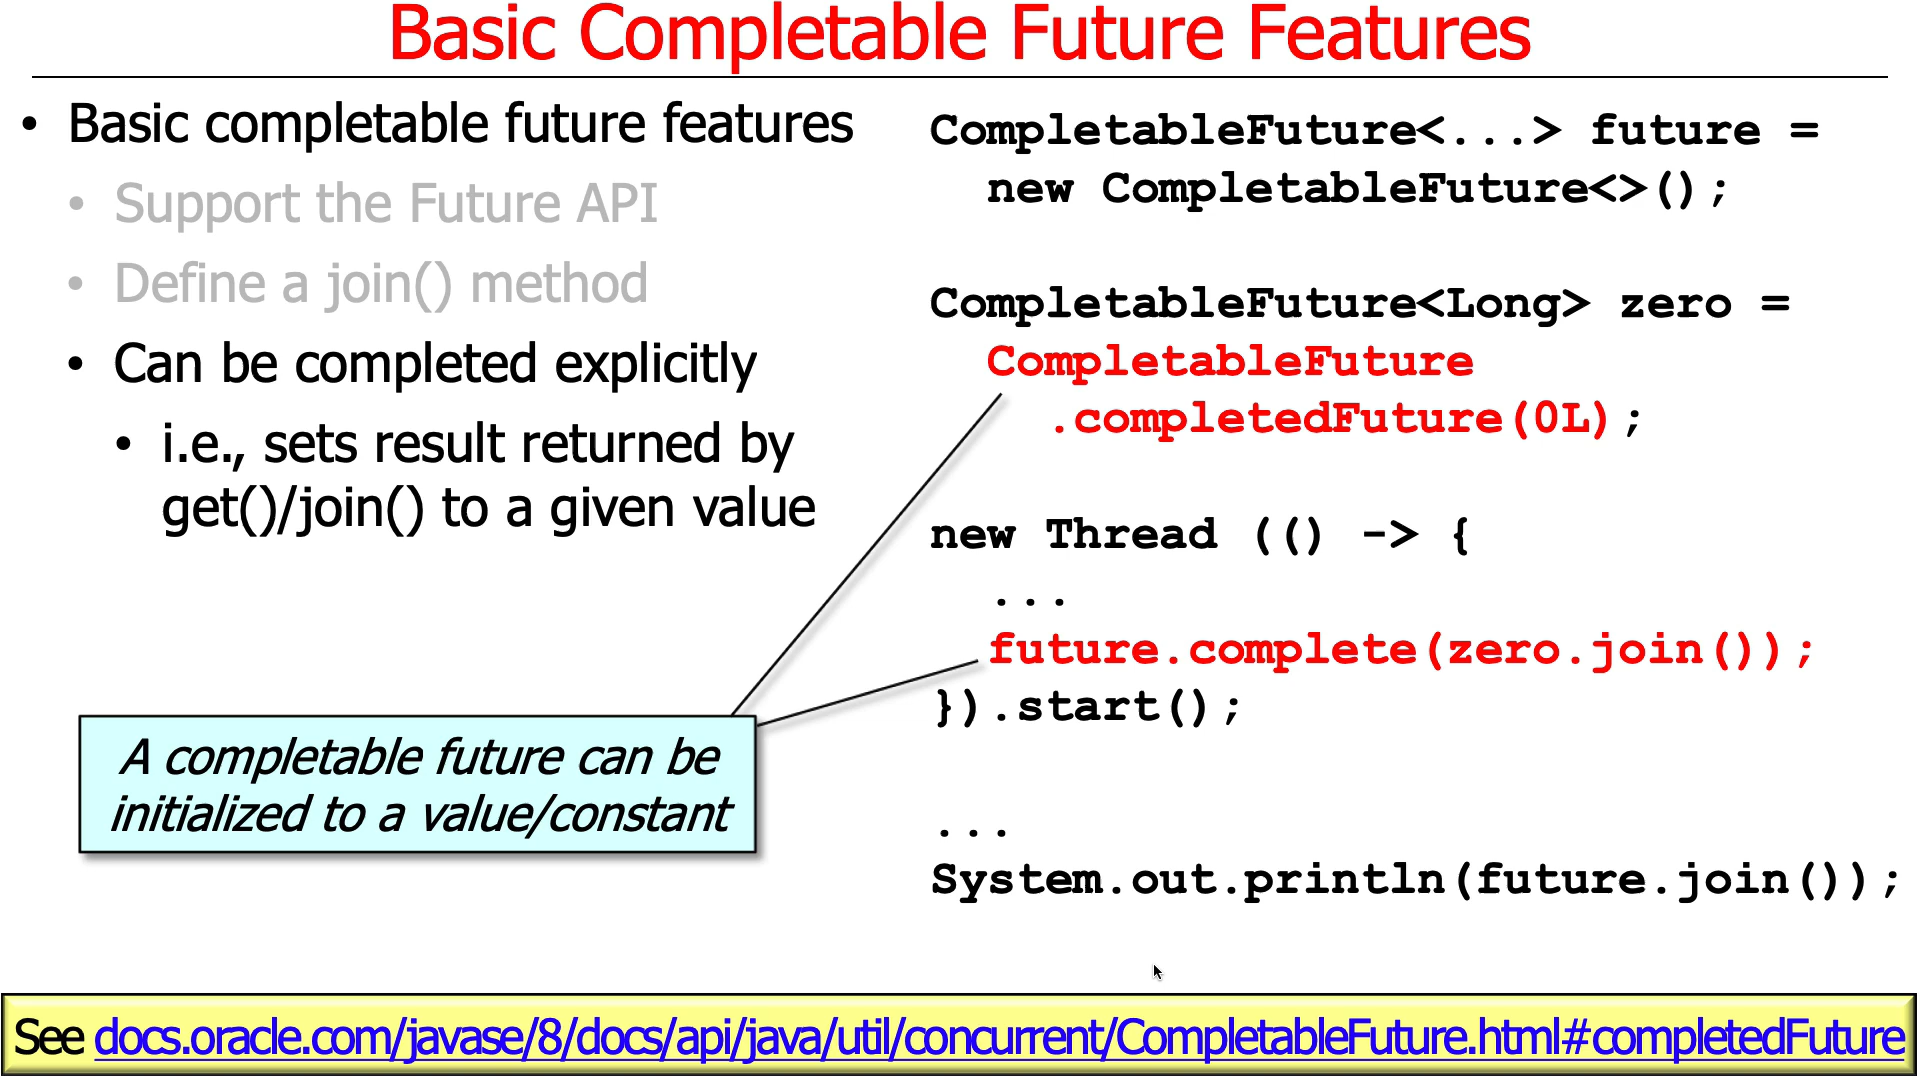 Basic Completable Future Features
• Basic completable future features
• Support the Future API
• Define a join() method
• Can be completed explicitly
• i.e., sets result returned by
get()/join() to a given value
CompletableFuture<...> future =
new CompletableFuture<>();
CompletableFuture<Long> zero =
CompletableFuture
.completedFuture(0L);
new Thread (() -> {
...
future.complete(zero.join());
}).start();
...
System.out.println(future.join());
A completable future can be
initialized to a value/constant
See docs.oracle.com/javase/8/docs/api/java/util/concurrent/CompletableFuture.html#completedFuture